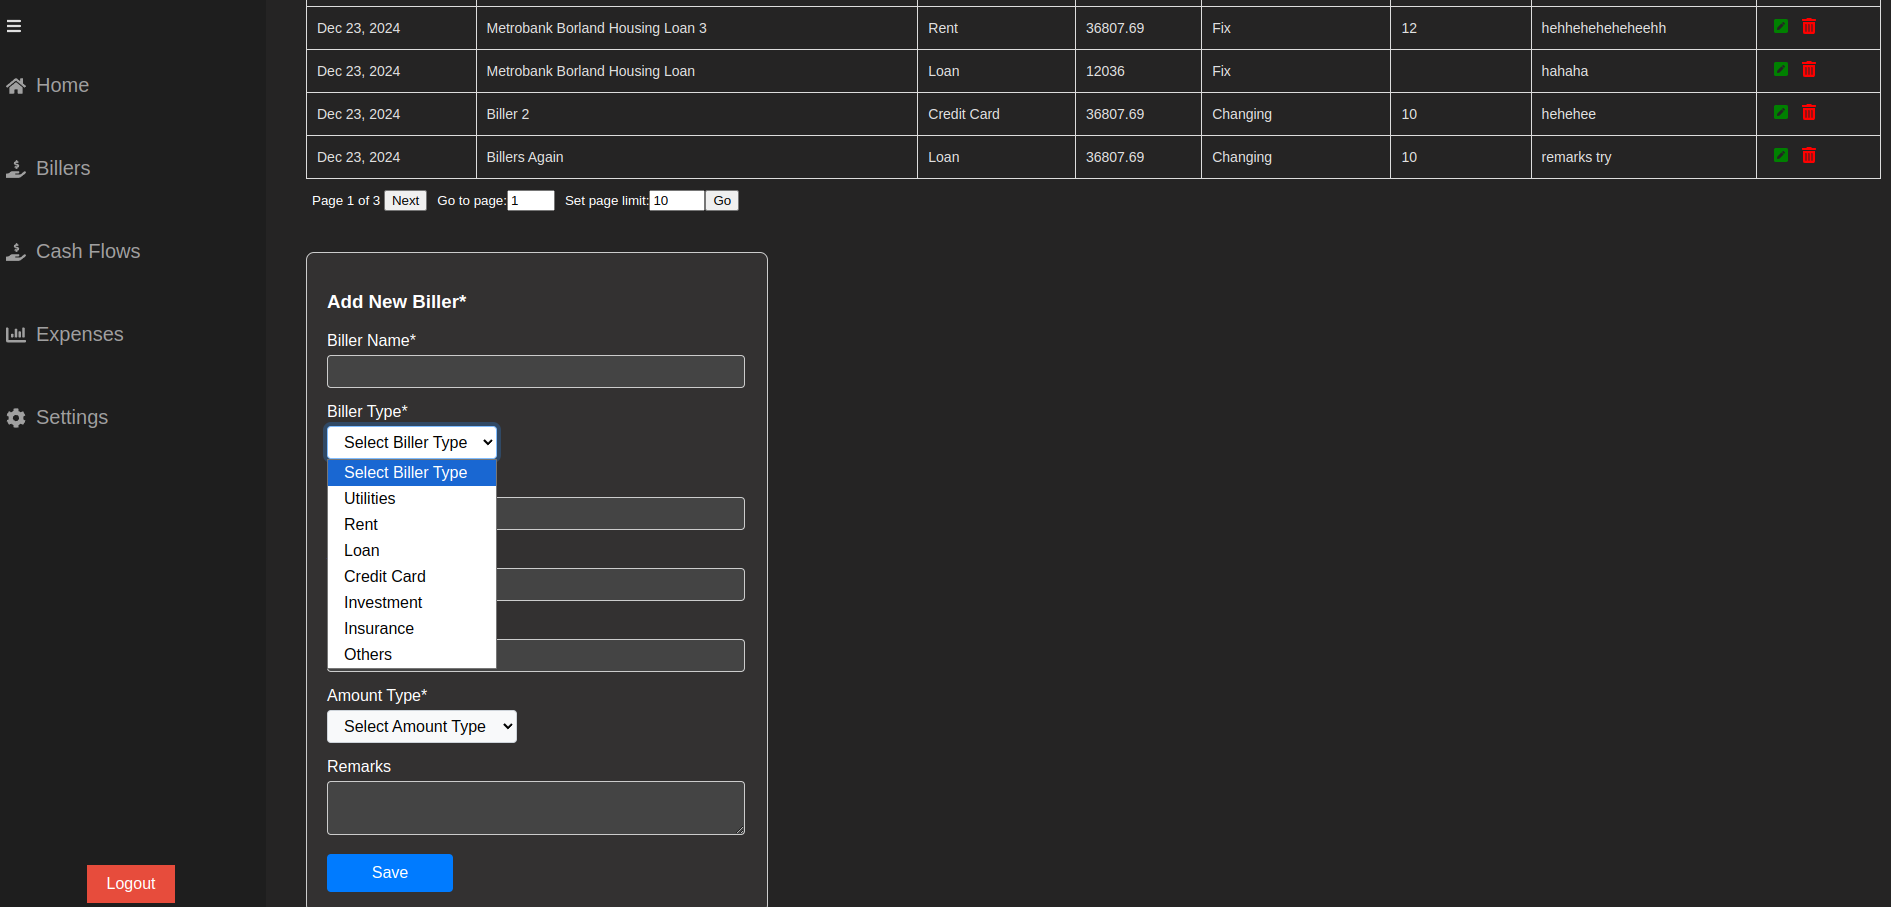 Home
Billers
Cash Flows
Expenses
Settings
Logout
Dec 23, 2024 Metrobank Borland Housing Loan 3 Rent 36807.69 Fix 12 hehheheheheheehh
Dec 23, 2024 Metrobank Borland Housing Loan Loan 12036 Fix hahaha
Dec 23, 2024 Biller 2 Credit Card 36807.69 Changing 10 hehehee
Dec 23, 2024 Billers Again Loan 36807.69 Changing 10 remarks try
Page 1 of 3 Next Go to page: 1 Set page limit: 10 Go
Add New Biller*
Biller Name*
Biller Type*
Select Biller Type
Select Biller Type
Utilities
Rent
Loan
Credit Card
Investment
Insurance
Others
Amount Type*
Select Amount Type
Remarks
Save